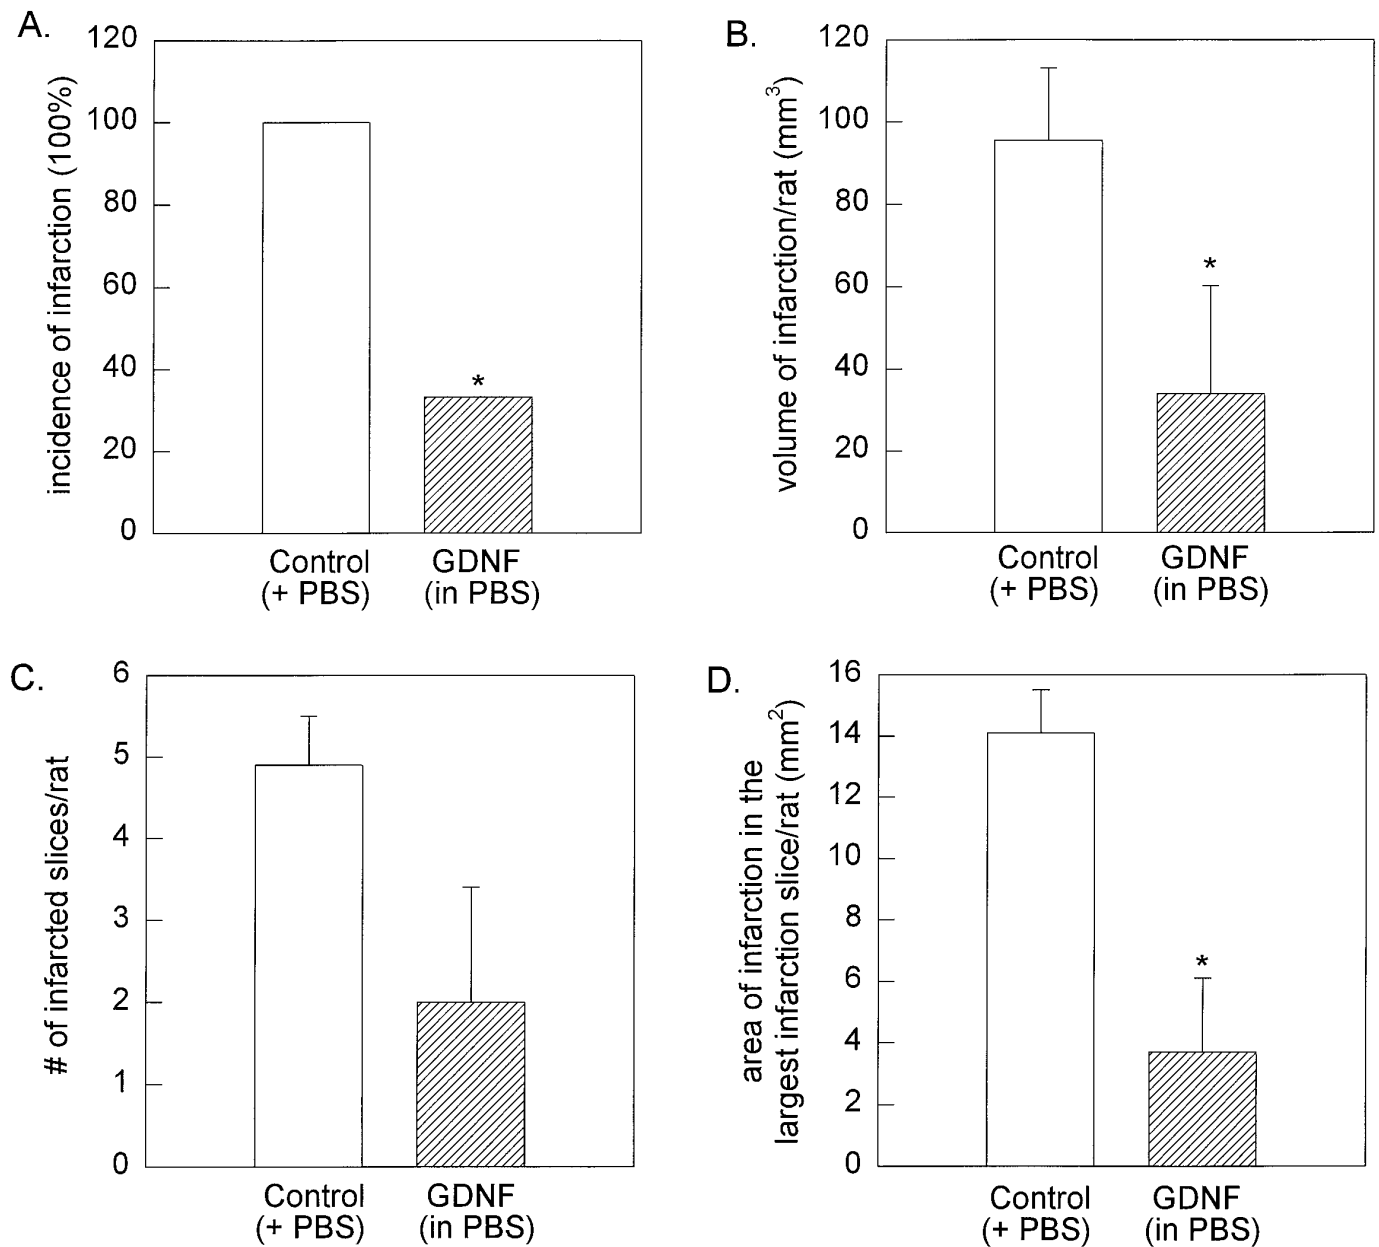 A.
incidence of infarction (100%)
120
100
80
60
40
20
0
*
Control
(+ PBS)
GDNF
(in PBS)
B.
volume of infarction/rat (mm³)
120
100
80
60
40
20
0
*
Control
(+ PBS)
GDNF
(in PBS)
C.
# of infarcted slices/rat
6
5
4
3
2
1
0
Control
(+ PBS)
GDNF
(in PBS)
D.
area of infarction in the
largest infarction slice/rat (mm²)
16
14
12
10
8
6
4
2
0
*
Control
(+ PBS)
GDNF
(in PBS)